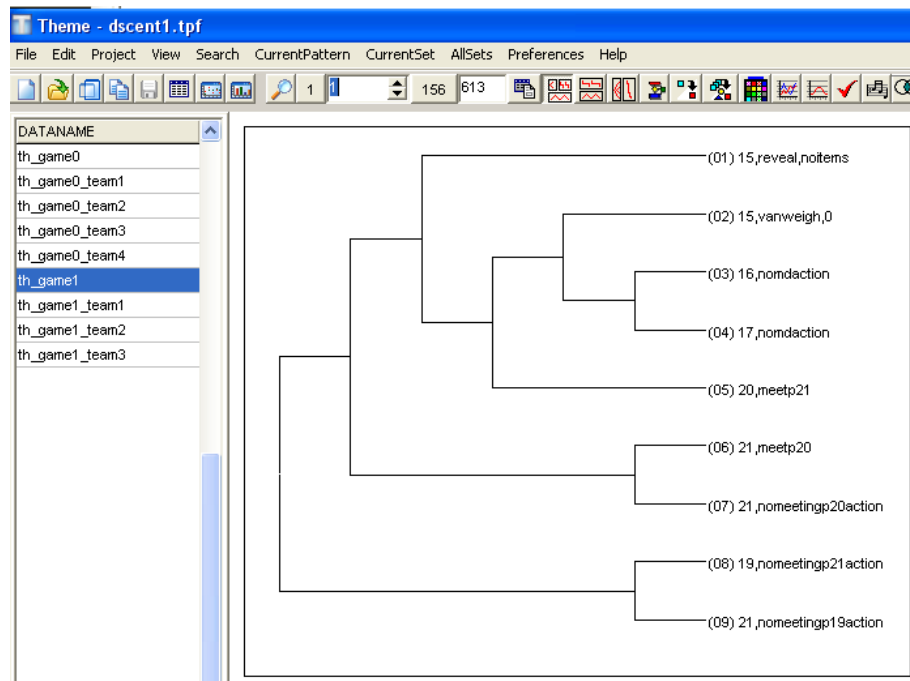 Theme - dscent1.tpf
File Edit Project View Search CurrentPattern CurrentSet AllSets Preferences Help
1 1 156 613
DATANAME
th_game0
th_game0_team1
th_game0_team2
th_game0_team3
th_game0_team4
th_game1
th_game1_team1
th_game1_team2
th_game1_team3
(01) 15,reveal,noitems
(02) 15,vanweigh,0
(03) 16,nomdaction
(04) 17,nomdaction
(05) 20,meetp21
(06) 21,meetp20
(07) 21,nomeetingp20action
(08) 19,nomeetingp21action
(09) 21,nomeetingp19action